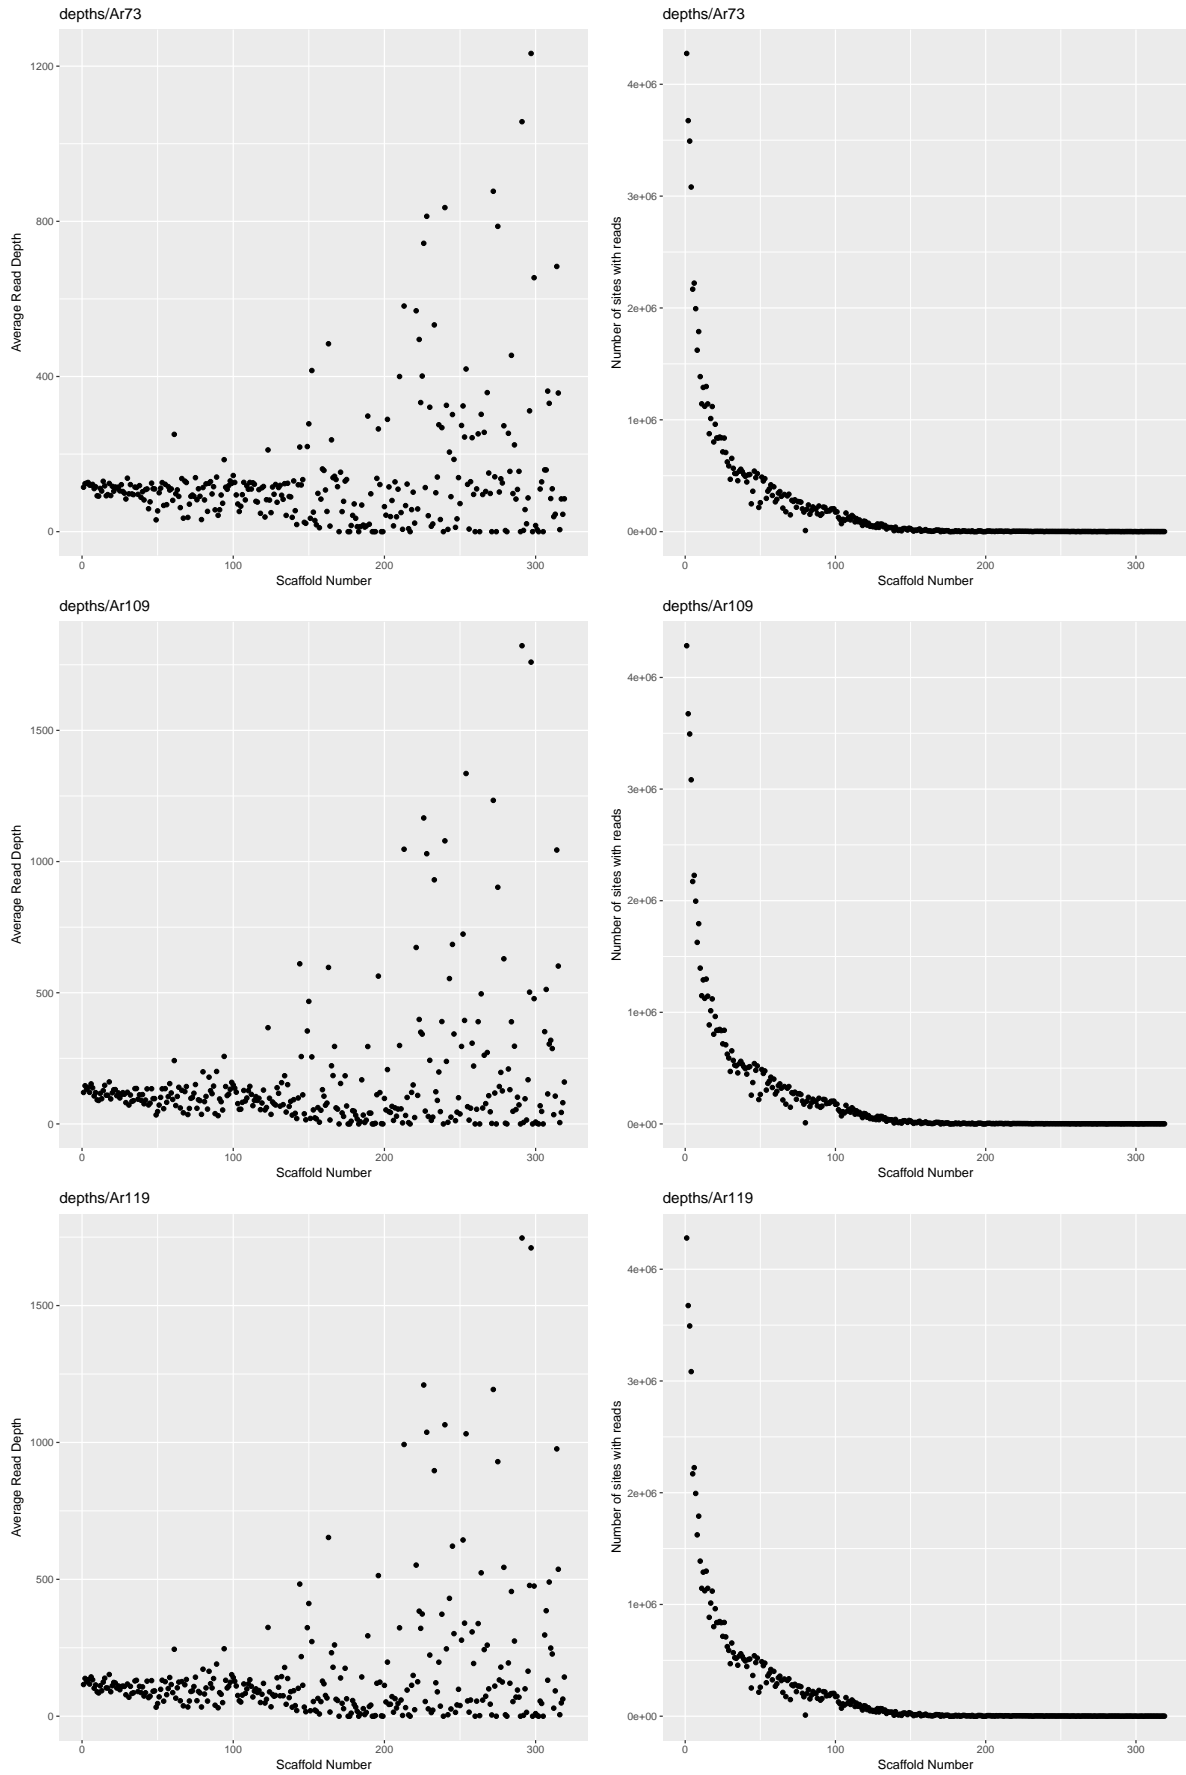 depths/Ar73
1200
800
400
0
Average Read Depth
0
100
200
300
Scaffold Number
depths/Ar73
4e+06
3e+06
2e+06
1e+06
0e+00
Number of sites with reads
0
100
200
300
Scaffold Number
depths/Ar109
1500
1000
500
0
Average Read Depth
0
100
200
300
Scaffold Number
depths/Ar109
4e+06
3e+06
2e+06
1e+06
0e+00
Number of sites with reads
0
100
200
300
Scaffold Number
depths/Ar119
1500
1000
500
0
Average Read Depth
0
100
200
300
Scaffold Number
depths/Ar119
4e+06
3e+06
2e+06
1e+06
0e+00
Number of sites with reads
0
100
200
300
Scaffold Number